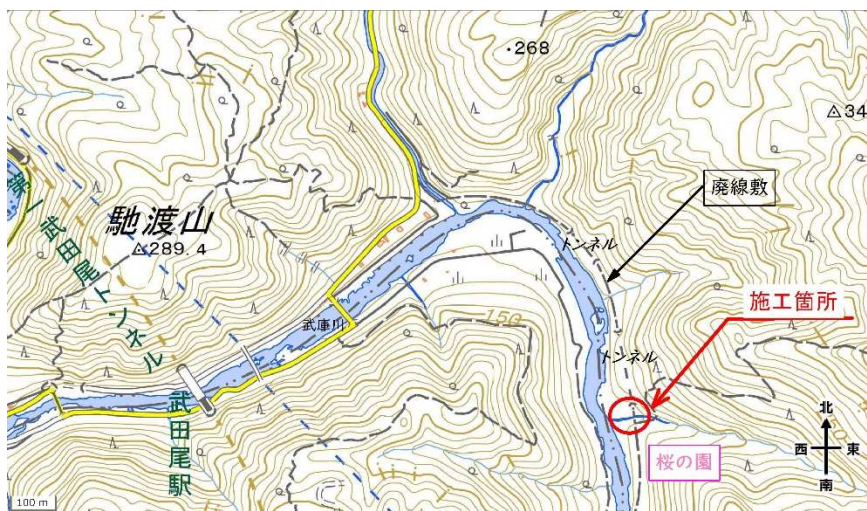 268
34
廃線敷
馳渡山
289.4
トンネル
施工箇所
第一武田尾トンネル
150
武庫川
トンネル
武田尾駅
桜の園
北
西
東
南
100 m